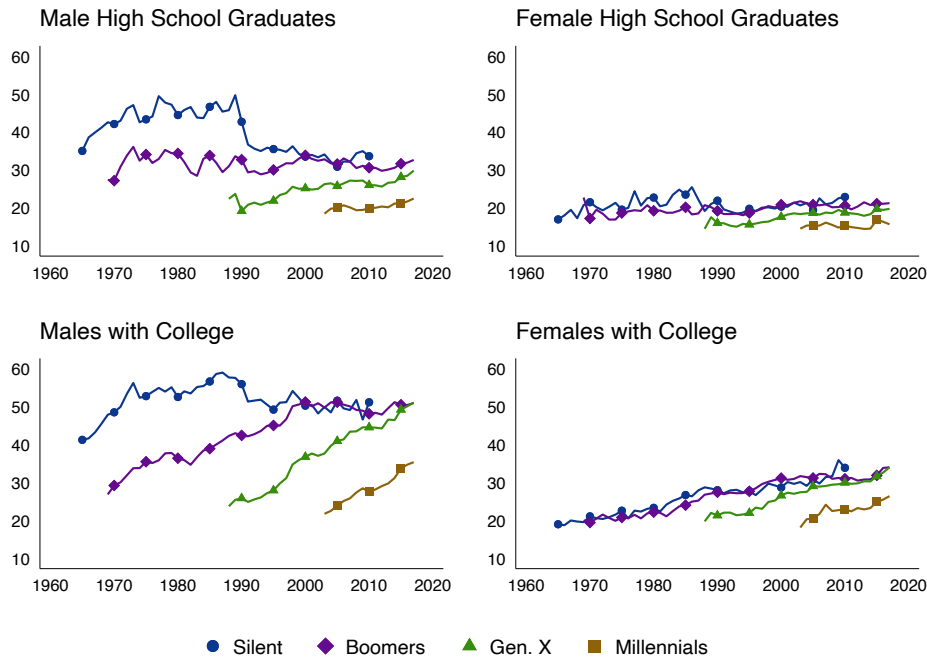 Male High School Graduates
60
50
40
30
20
10
1960 1970 1980 1990 2000 2010 2020
Female High School Graduates
60
50
40
30
20
10
1960 1970 1980 1990 2000 2010 2020
Males with College
60
50
40
30
20
10
1960 1970 1980 1990 2000 2010 2020
Females with College
60
50
40
30
20
10
1960 1970 1980 1990 2000 2010 2020
Silent Boomers Gen. X Millennials